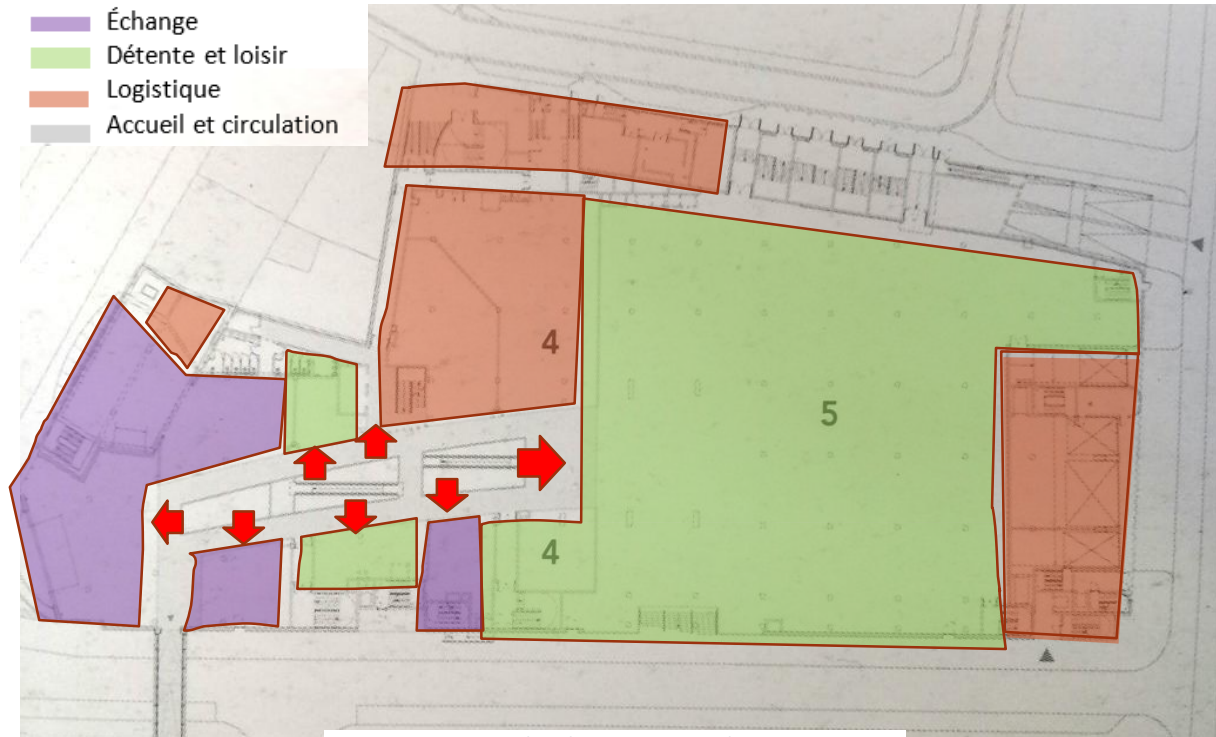 Échange
Détente et loisir
Logistique
Accueil et circulation
4
5
4